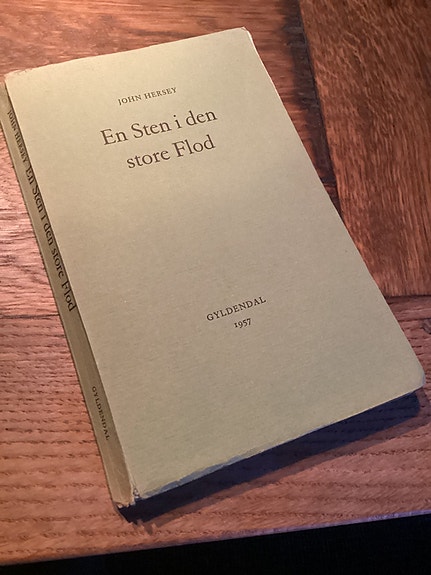 JOHN HERSEY
En Sten i den
store Flod
GYLDENDAL
1957
JOHN HERSEY En Sten i den store Flod GYLDENDAL